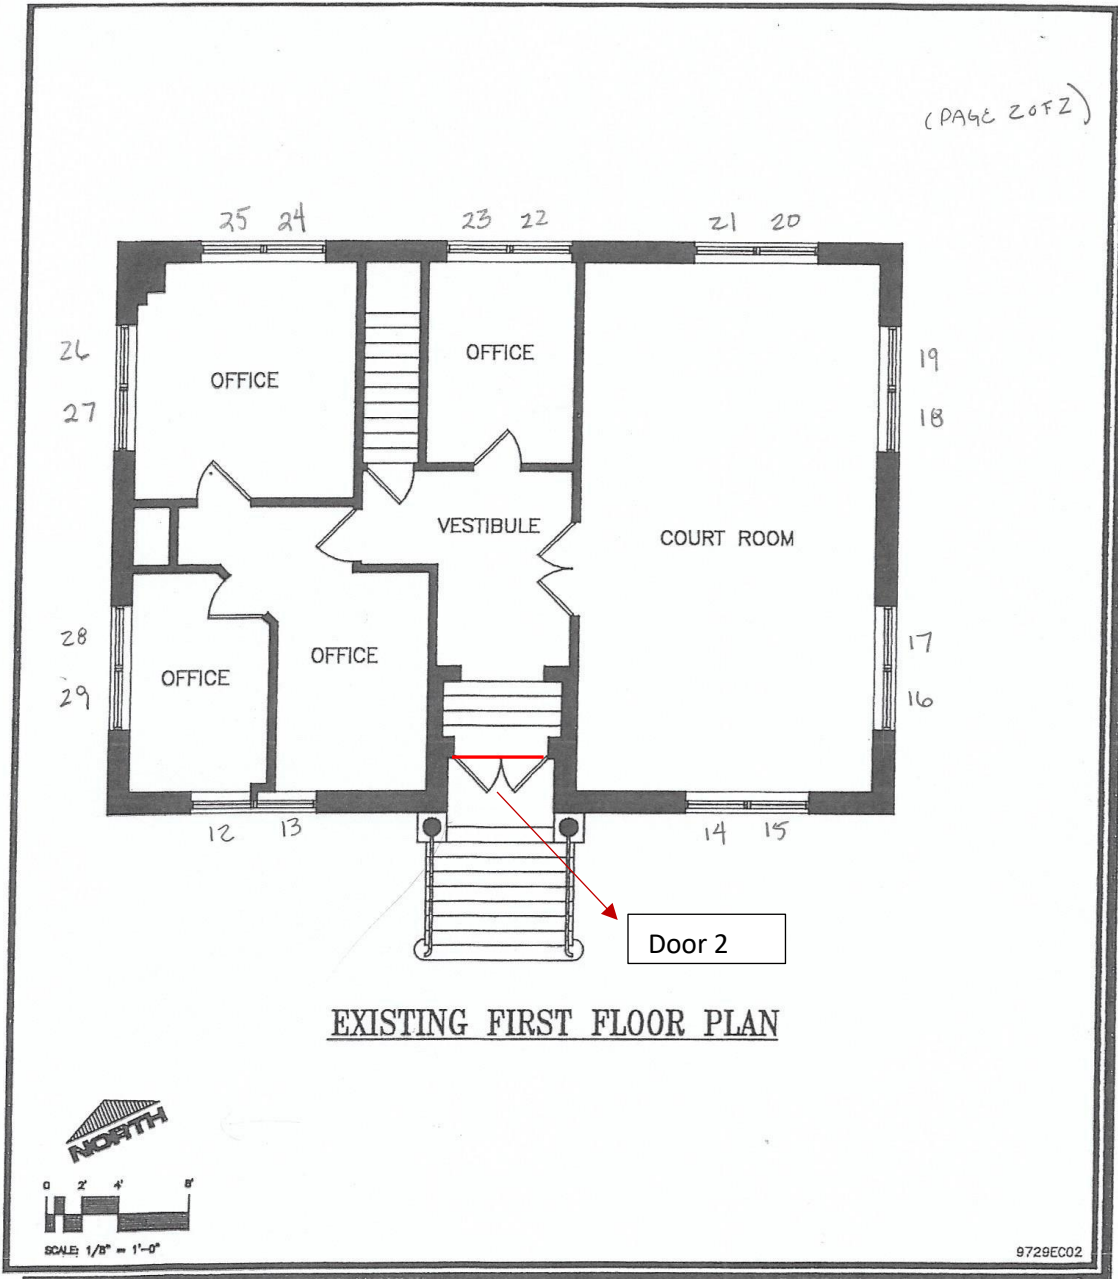 (PAGE 2 OF 2)
25 24 23 22 21 20
26 OFFICE 19
OFFICE
27 18
VESTIBULE
COURT ROOM
28 17
OFFICE
OFFICE
29 16
12 13 14 15
Door 2
EXISTING FIRST FLOOR PLAN
NORTH
0 2' 4' 8'
SCALE: 1/8" = 1'-0"
9729EC02